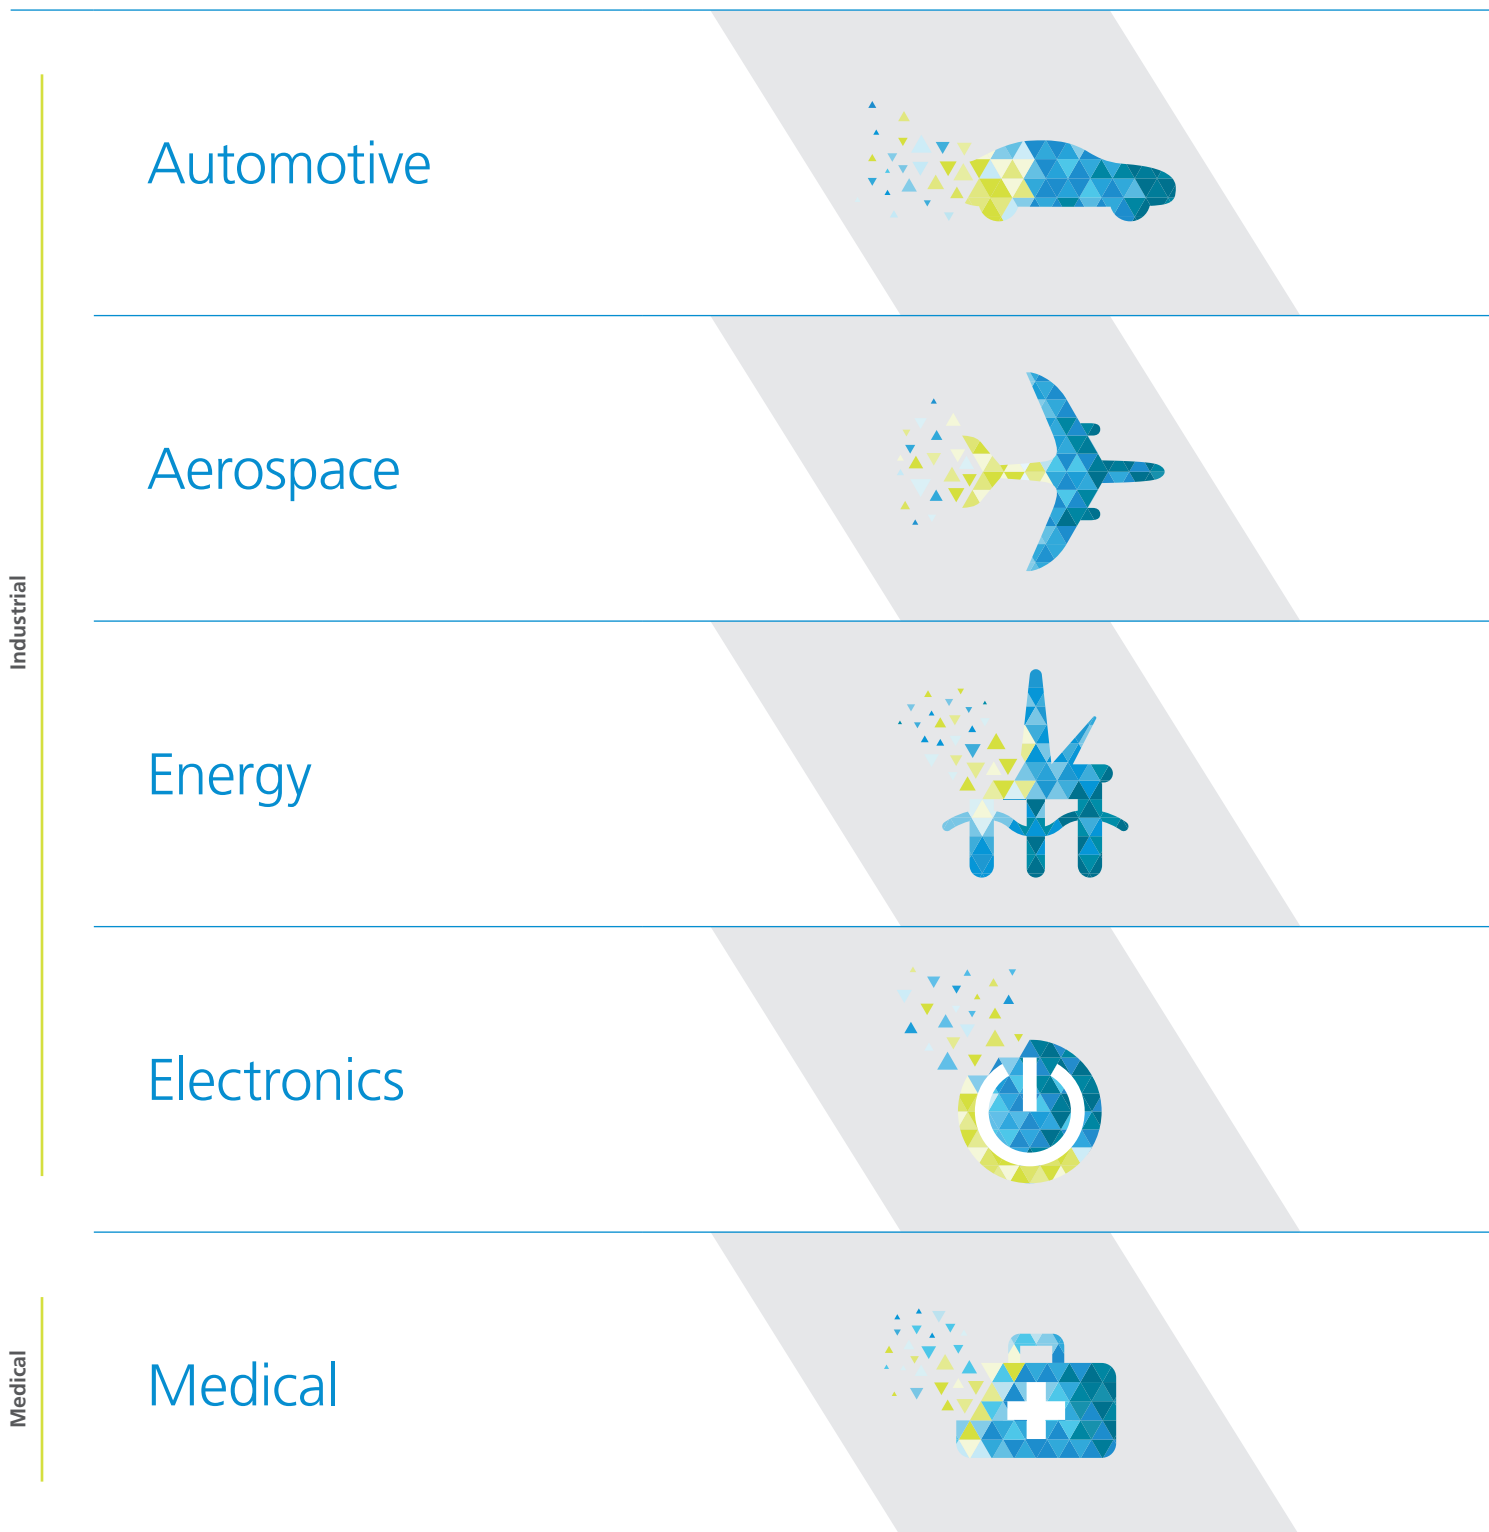 Industrial
Automotive
Aerospace
Energy
Electronics
Medical
Medical